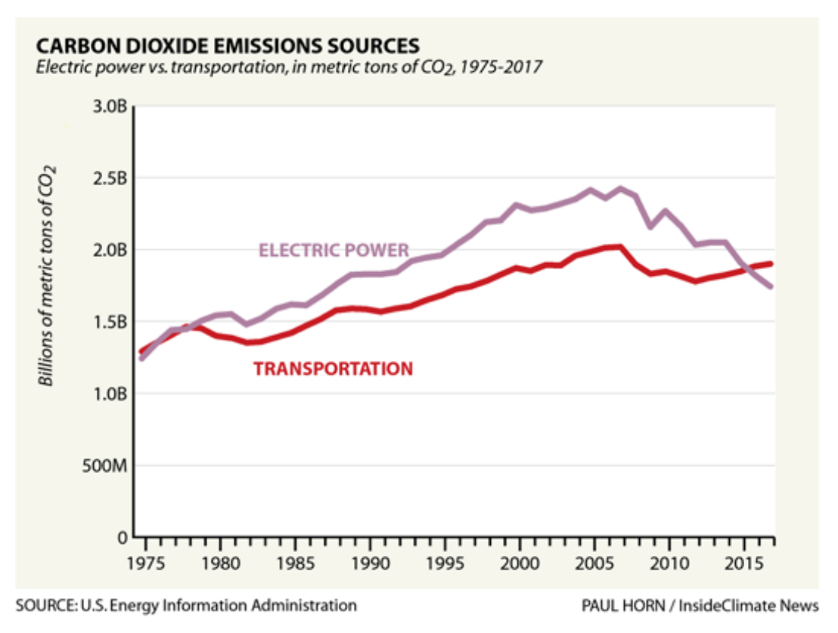 CARBON DIOXIDE EMISSIONS SOURCES
Electric power vs. transportation, in metric tons of CO2, 1975-2017
Billions of metric tons of CO2
3.0B
2.5B
2.0B
1.5B
1.0B
500M
0
ELECTRIC POWER
TRANSPORTATION
1975 1980 1985 1990 1995 2000 2005 2010 2015
SOURCE: U.S. Energy Information Administration
PAUL HORN / InsideClimate News